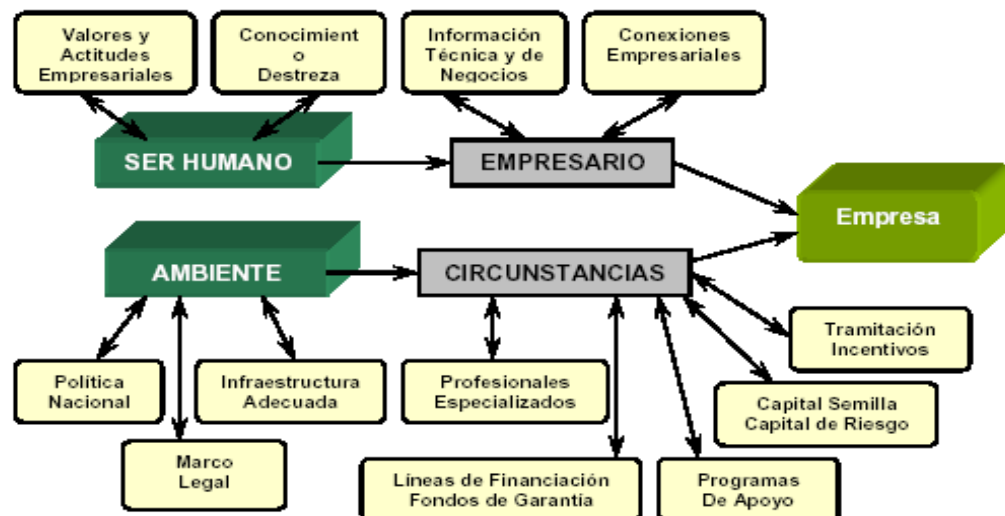 Valores y
Actitudes
Empresariales
Conocimient
o
Destreza
Información
Técnica y de
Negocios
Conexiones
Empresariales
SER HUMANO
EMPRESARIO
Empresa
AMBIENTE
CIRCUNSTANCIAS
Tramitación
Incentivos
Política
Nacional
Infraestructura
Adecuada
Profesionales
Especializados
Capital Semilla
Capital de Riesgo
Marco
Legal
Líneas de Financiación
Fondos de Garantía
Programas
De Apoyo